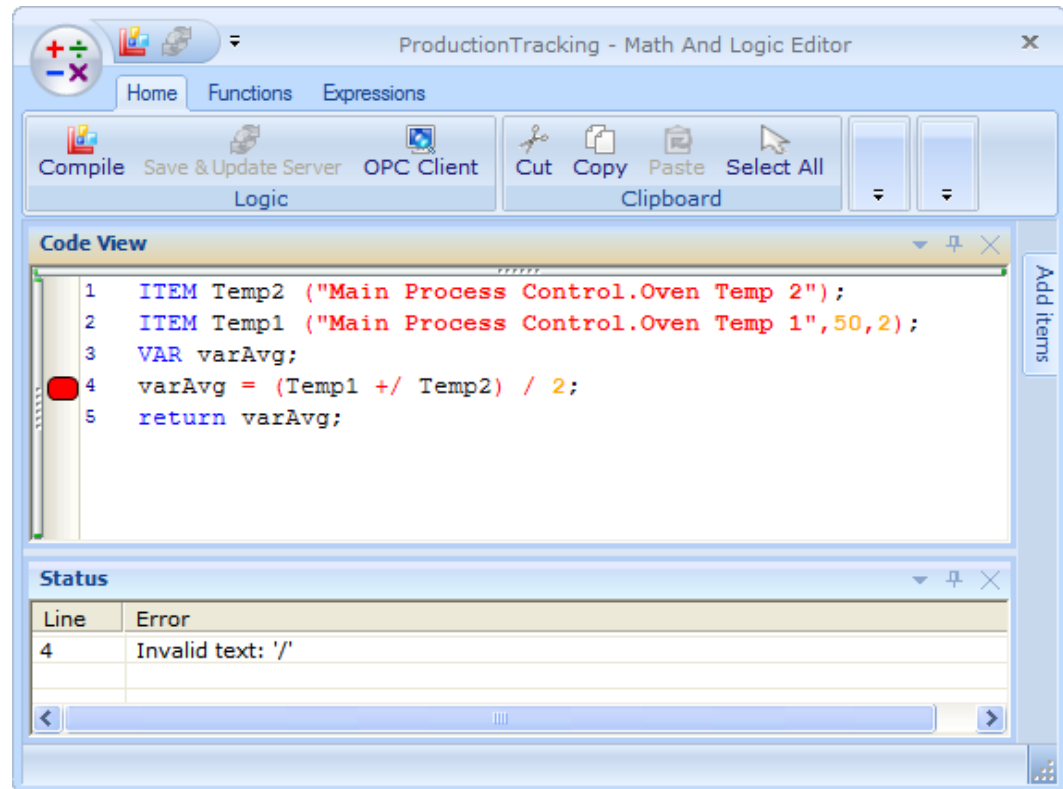 ProductionTracking - Math And Logic Editor
Home Functions Expressions
Compile Save & Update Server OPC Client Cut Copy Paste Select All
Logic Clipboard
Code View
Add items
1 ITEM Temp2 ("Main Process Control.Oven Temp 2");
2 ITEM Temp1 ("Main Process Control.Oven Temp 1",50,2);
3 VAR varAvg;
4 varAvg = (Temp1 +/ Temp2) / 2;
5 return varAvg;
Status
Line Error
4 Invalid text: '/'